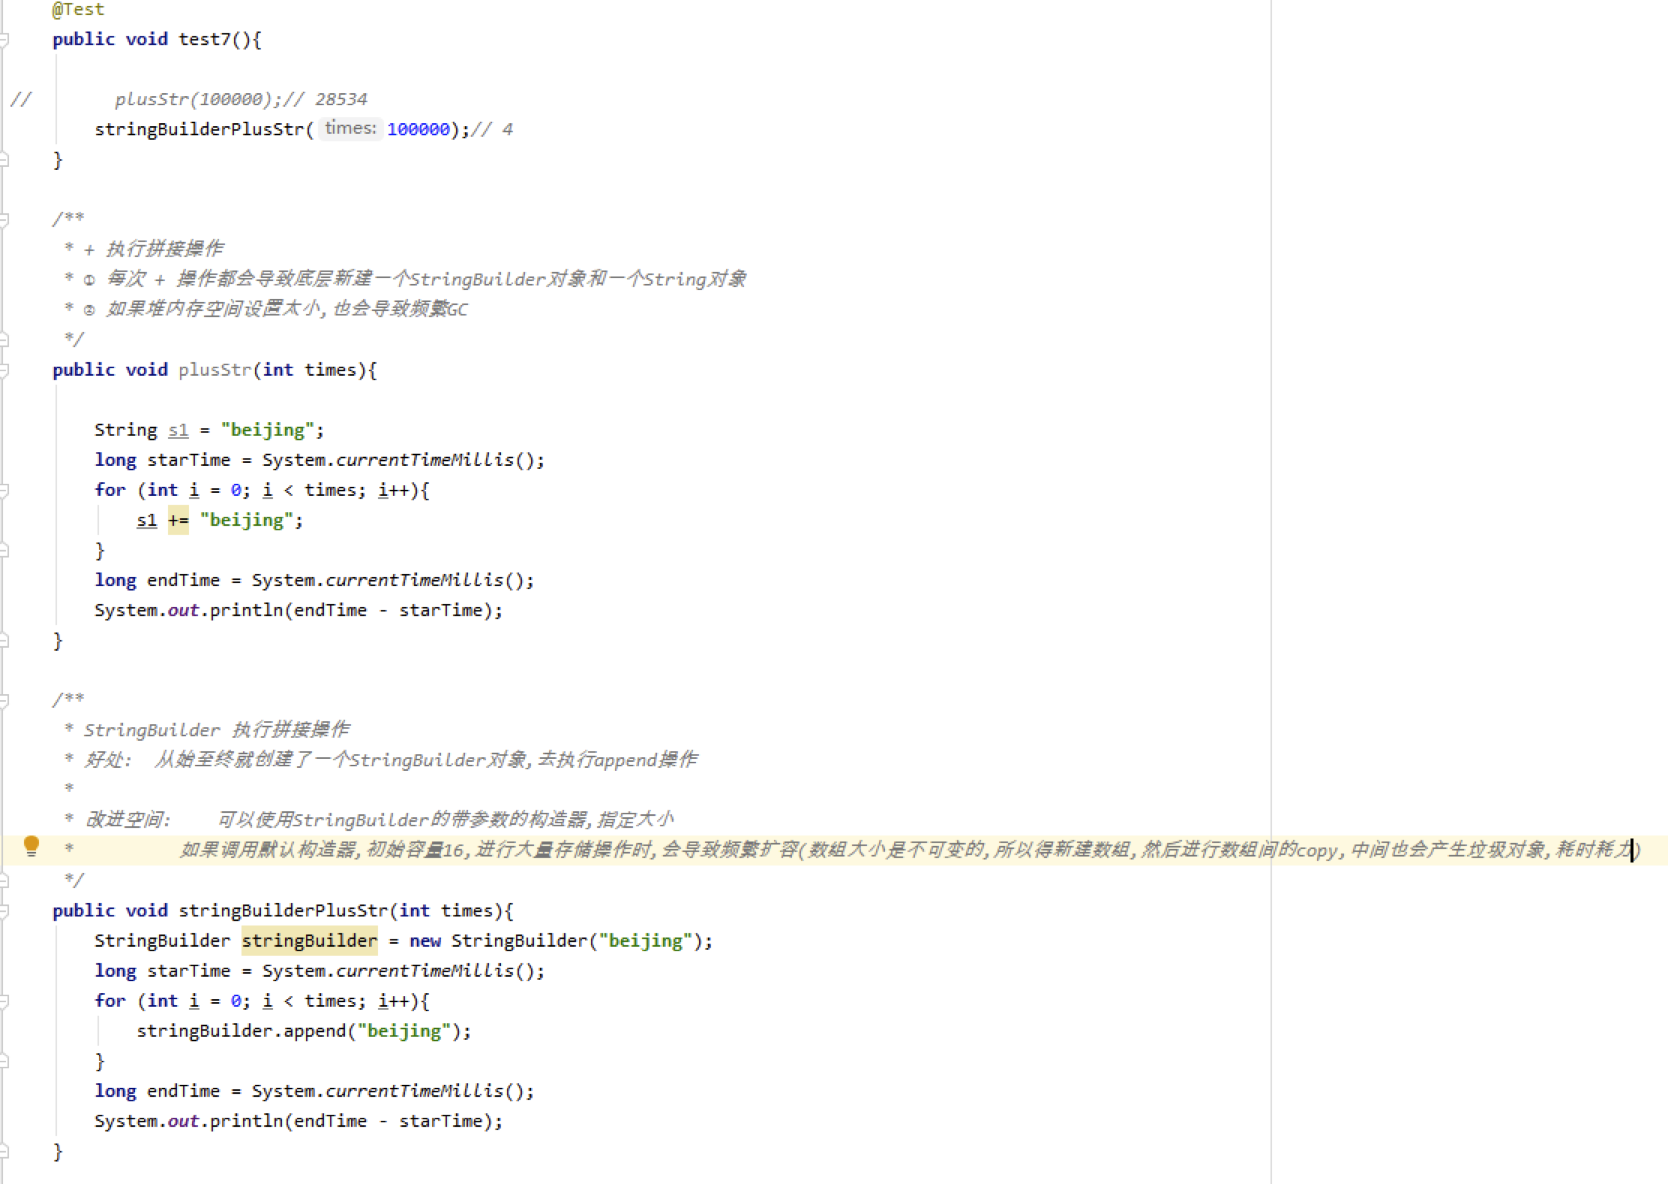 @Test
public void test7(){
//        plusStr(100000);// 28534
stringBuilderPlusStr( times: 100000);// 4
}
/**
 * + 执行拼接操作
 * ① 每次 + 操作都会导致底层新建一个StringBuilder对象和一个String对象
 * ② 如果堆内存空间设置太小,也会导致频繁GC
 */
public void plusStr(int times){
String s1 = "beijing";
long starTime = System.currentTimeMillis();
for (int i = 0; i < times; i++){
s1 += "beijing";
}
long endTime = System.currentTimeMillis();
System.out.println(endTime - starTime);
}
/**
 * StringBuilder 执行拼接操作
 * 好处:  从始至终就创建了一个StringBuilder对象,去执行append操作
 *
 * 改进空间:    可以使用StringBuilder的带参数的构造器,指定大小
 *          如果调用默认构造器,初始容量16,进行大量存储操作时,会导致频繁扩容(数组大小是不可变的,所以得新建数组,然后进行数组间的copy,中间也会产生垃圾对象,耗时耗力)
 */
public void stringBuilderPlusStr(int times){
StringBuilder stringBuilder = new StringBuilder("beijing");
long starTime = System.currentTimeMillis();
for (int i = 0; i < times; i++){
stringBuilder.append("beijing");
}
long endTime = System.currentTimeMillis();
System.out.println(endTime - starTime);
}